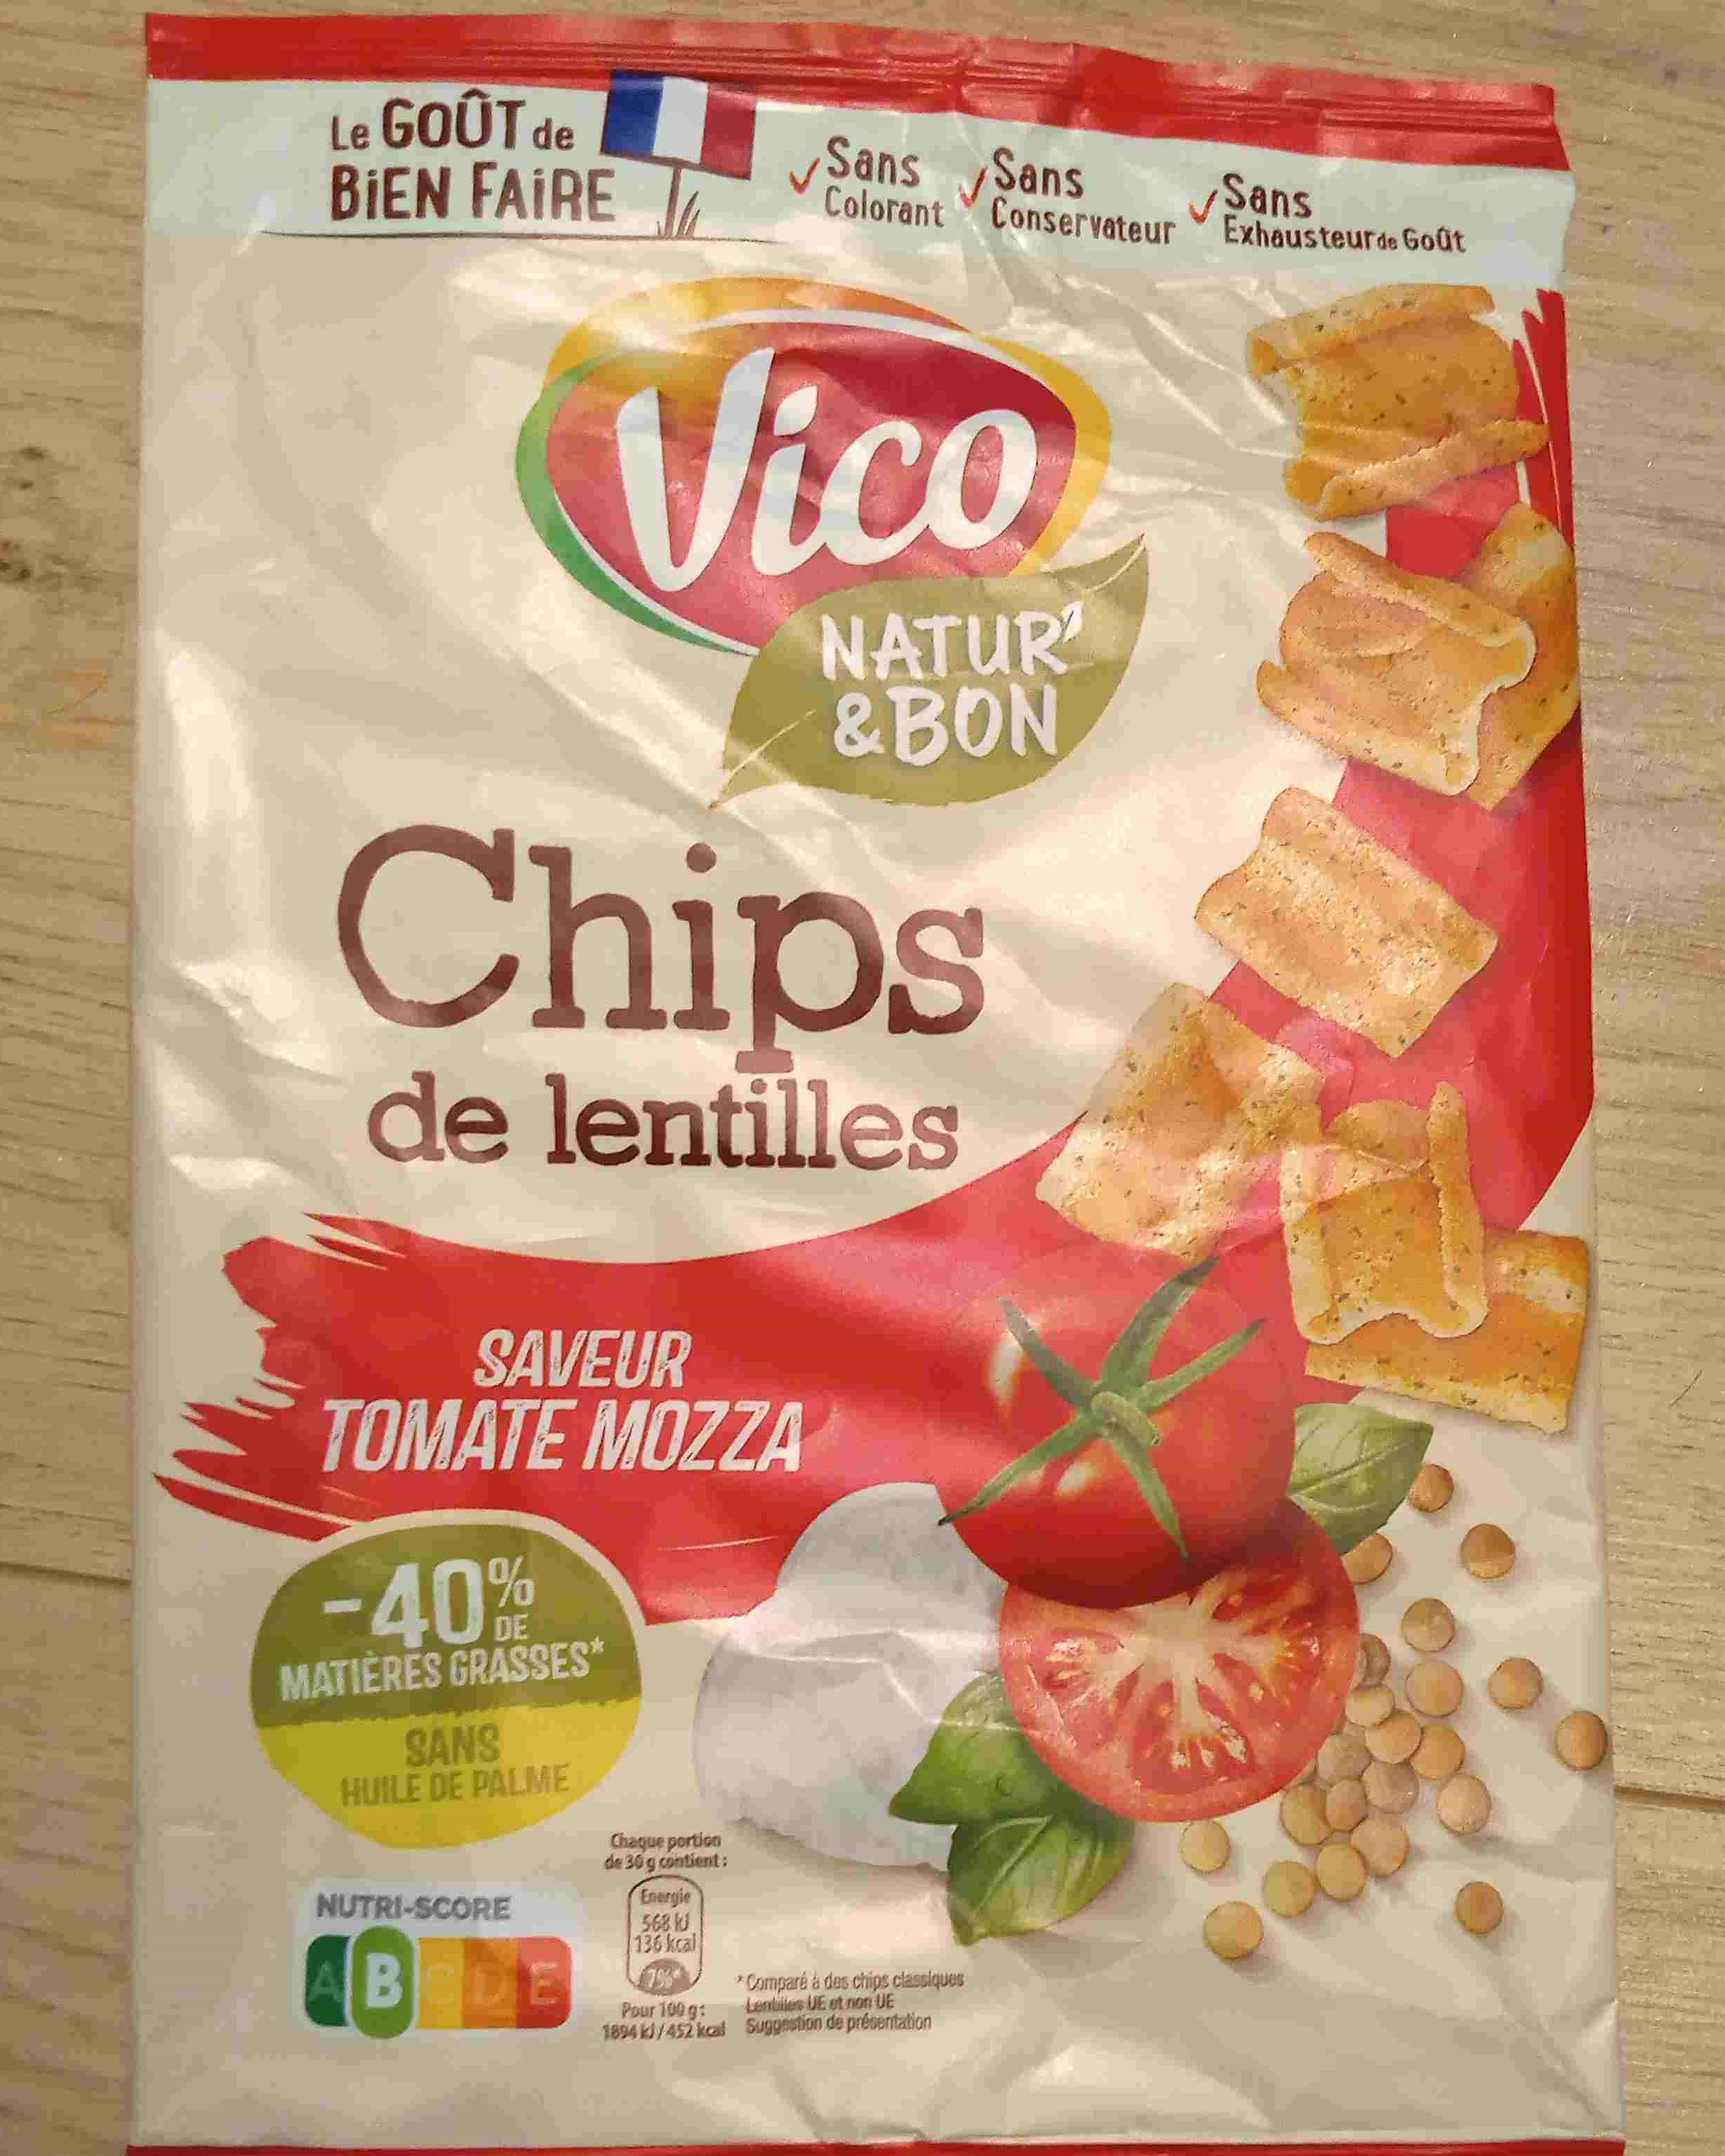 Le GOÛT de
BiEN FAiRE
Sans
Colorant
Sans
Conservateur
Sans
Exhausteur de Goût
Vico
NATUR'
&BON
Chips
de lentilles
SAVEUR
TOMATE MOZZA
-40%
DE
MATIÈRES GRASSES*
SANS
HUILE DE PALME
NUTRI-SCORE
A B C D E
Chaque portion
de 30 g contient :
Energie
568 kJ
136 kcal
7%*
Pour 100 g :
1894 kJ / 452 kcal
*Comparé à des chips classiques
Lentilles UE et non UE
Suggestion de présentation